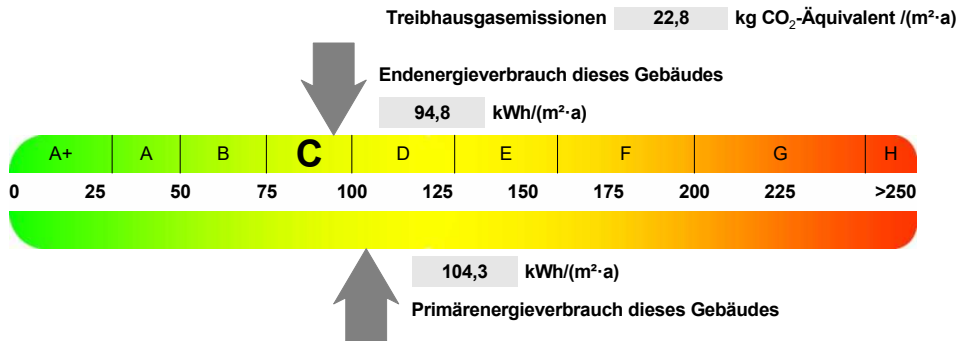 Treibhausgasemissionen 22,8 kg CO₂-Äquivalent /(m²·a)
Endenergieverbrauch dieses Gebäudes
94,8 kWh/(m²·a)
A+ A B C D E F G H
0 25 50 75 100 125 150 175 200 225 >250
104,3 kWh/(m²·a)
Primärenergieverbrauch dieses Gebäudes